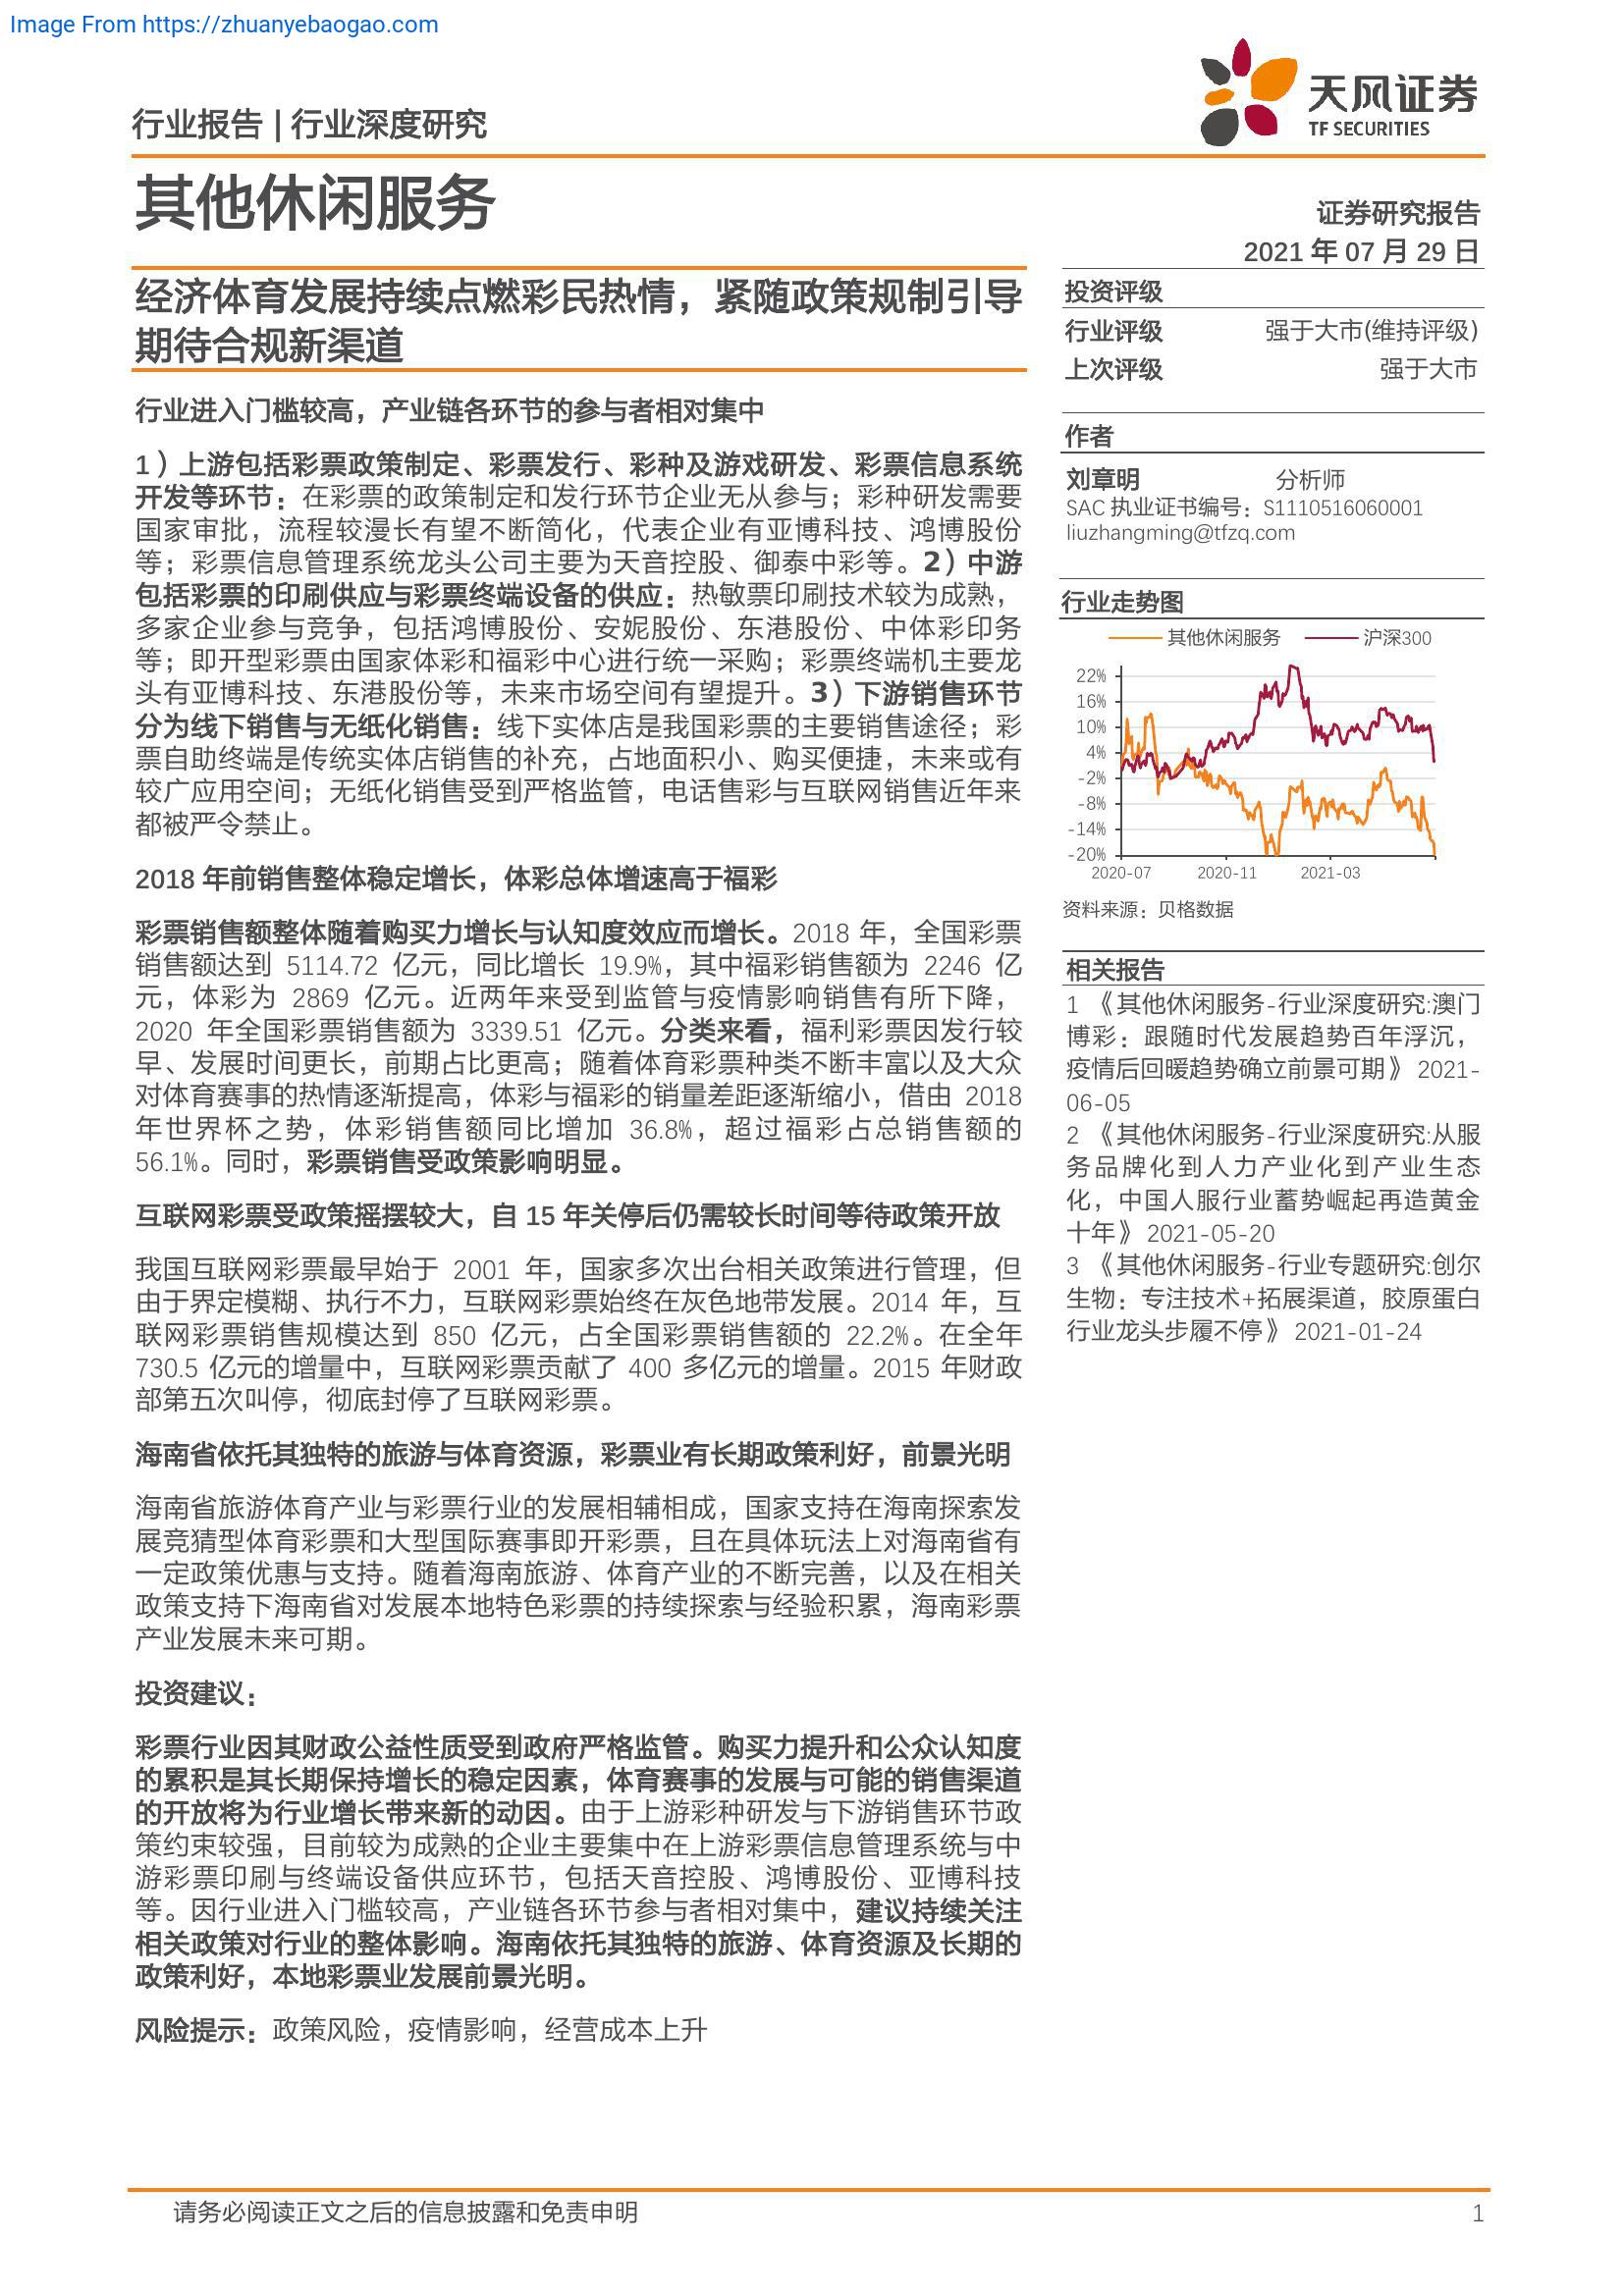 Image From https://zhuanyebaogao.com
行业报告 | 行业深度研究
天风证券
TF SECURITIES
其他休闲服务
证券研究报告
2021 年 07 月 29 日
经济体育发展持续点燃彩民热情，紧随政策规制引导
期待合规新渠道
行业进入门槛较高，产业链各环节的参与者相对集中
1）上游包括彩票政策制定、彩票发行、彩种及游戏研发、彩票信息系统
开发等环节：在彩票的政策制定和发行环节企业无从参与；彩种研发需要
国家审批，流程较漫长有望不断简化，代表企业有亚博科技、鸿博股份
等；彩票信息管理系统龙头公司主要为天音控股、御泰中彩等。2）中游
包括彩票的印刷供应与彩票终端设备的供应：热敏票印刷技术较为成熟，
多家企业参与竞争，包括鸿博股份、安妮股份、东港股份、中体彩印务
等；即开型彩票由国家体彩和福彩中心进行统一采购；彩票终端机主要龙
头有亚博科技、东港股份等，未来市场空间有望提升。3）下游销售环节
分为线下销售与无纸化销售：线下实体店是我国彩票的主要销售途径；彩
票自助终端是传统实体店销售的补充，占地面积小、购买便捷，未来或有
较广应用空间；无纸化销售受到严格监管，电话售彩与互联网销售近年来
都被严令禁止。
2018 年前销售整体稳定增长，体彩总体增速高于福彩
彩票销售额整体随着购买力增长与认知度效应而增长。2018 年，全国彩票
销售额达到 5114.72 亿元，同比增长 19.9%，其中福彩销售额为 2246 亿
元，体彩为 2869 亿元。近两年来受到监管与疫情影响销售有所下降，
2020 年全国彩票销售额为 3339.51 亿元。分类来看，福利彩票因发行较
早、发展时间更长，前期占比更高；随着体育彩票种类不断丰富以及大众
对体育赛事的热情逐渐提高，体彩与福彩的销量差距逐渐缩小，借由 2018
年世界杯之势，体彩销售额同比增加 36.8%，超过福彩占总销售额的
56.1%。同时，彩票销售受政策影响明显。
互联网彩票受政策摇摆较大，自 15 年关停后仍需较长时间等待政策开放
我国互联网彩票最早始于 2001 年，国家多次出台相关政策进行管理，但
由于界定模糊、执行不力，互联网彩票始终在灰色地带发展。2014 年，互
联网彩票销售规模达到 850 亿元，占全国彩票销售额的 22.2%。在全年
730.5 亿元的增量中，互联网彩票贡献了 400 多亿元的增量。2015 年财政
部第五次叫停，彻底封停了互联网彩票。
海南省依托其独特的旅游与体育资源，彩票业有长期政策利好，前景光明
海南省旅游体育产业与彩票行业的发展相辅相成，国家支持在海南探索发
展竞猜型体育彩票和大型国际赛事即开彩票，且在具体玩法上对海南省有
一定政策优惠与支持。随着海南旅游、体育产业的不断完善，以及在相关
政策支持下海南省对发展本地特色彩票的持续探索与经验积累，海南彩票
产业发展未来可期。
投资建议：
彩票行业因其财政公益性质受到政府严格监管。购买力提升和公众认知度
的累积是其长期保持增长的稳定因素，体育赛事的发展与可能的销售渠道
的开放将为行业增长带来新的动因。由于上游彩种研发与下游销售环节政
策约束较强，目前较为成熟的企业主要集中在上游彩票信息管理系统与中
游彩票印刷与终端设备供应环节，包括天音控股、鸿博股份、亚博科技
等。因行业进入门槛较高，产业链各环节参与者相对集中，建议持续关注
相关政策对行业的整体影响。海南依托其独特的旅游、体育资源及长期的
政策利好，本地彩票业发展前景光明。
风险提示：政策风险，疫情影响，经营成本上升
投资评级
行业评级 强于大市(维持评级)
上次评级 强于大市
作者
刘章明 分析师
SAC 执业证书编号：S1110516060001
liuzhangming@tfzq.com
行业走势图
其他休闲服务 沪深300
22%
16%
10%
4%
-2%
-8%
-14%
-20%
2020-07 2020-11 2021-03
资料来源：贝格数据
相关报告
1 《其他休闲服务-行业深度研究:澳门
博彩：跟随时代发展趋势百年浮沉，
疫情后回暖趋势确立前景可期》 2021-
06-05
2 《其他休闲服务-行业深度研究:从服
务品牌化到人力产业化到产业生态
化，中国人服行业蓄势崛起再造黄金
十年》 2021-05-20
3 《其他休闲服务-行业专题研究:创尔
生物：专注技术+拓展渠道，胶原蛋白
行业龙头步履不停》 2021-01-24
请务必阅读正文之后的信息披露和免责申明 1